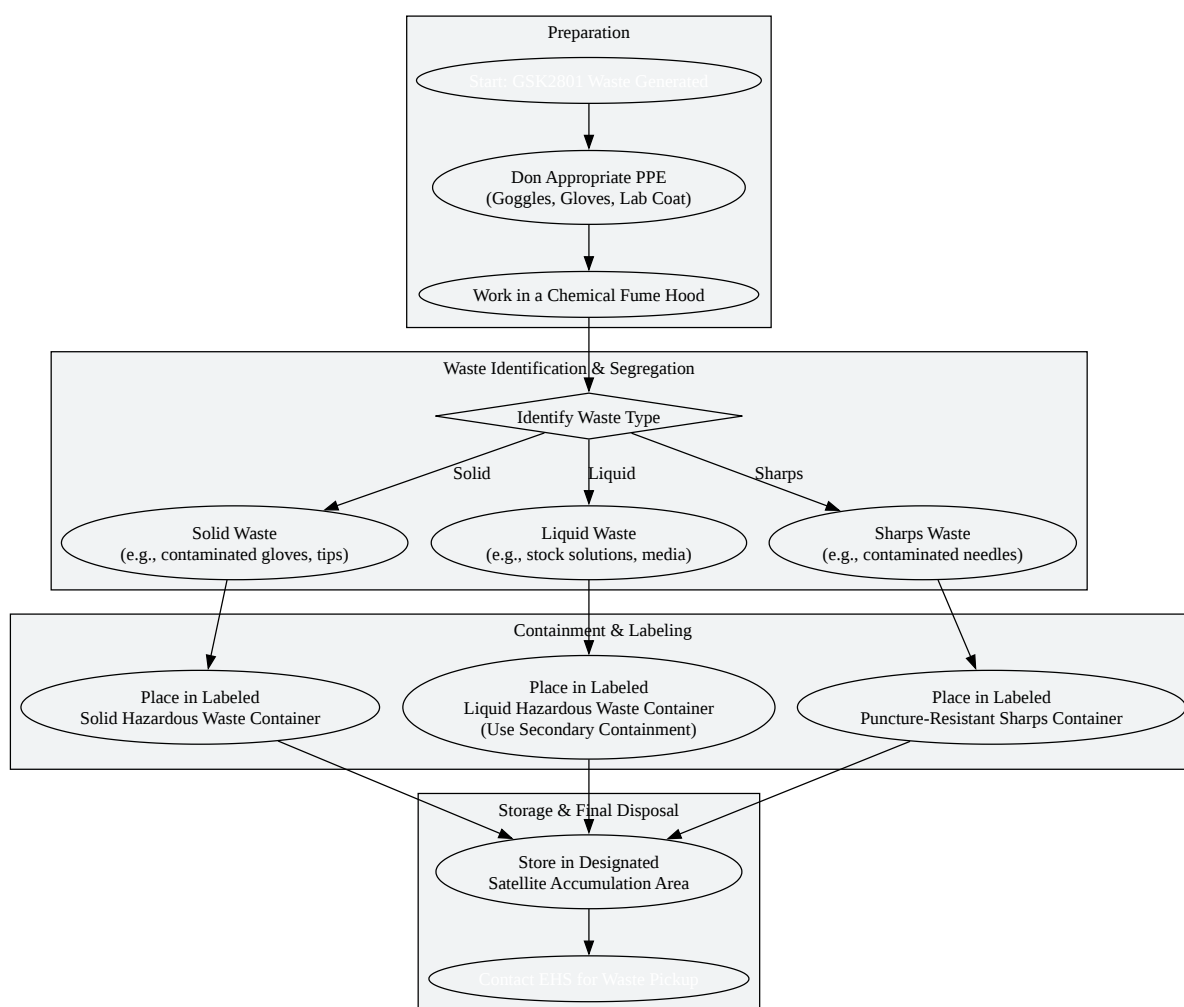 Preparation
Start: GSK2801 Waste Generated
Don Appropriate PPE
(Goggles, Gloves, Lab Coat)
Work in a Chemical Fume Hood
Waste Identification & Segregation
Identify Waste Type
Solid
Liquid
Sharps
Solid Waste
(e.g., contaminated gloves, tips)
Liquid Waste
(e.g., stock solutions, media)
Sharps Waste
(e.g., contaminated needles)
Containment & Labeling
Place in Labeled
Solid Hazardous Waste Container
Place in Labeled
Liquid Hazardous Waste Container
(Use Secondary Containment)
Place in Labeled
Puncture-Resistant Sharps Container
Storage & Final Disposal
Store in Designated
Satellite Accumulation Area
Contact EHS for Waste Pickup